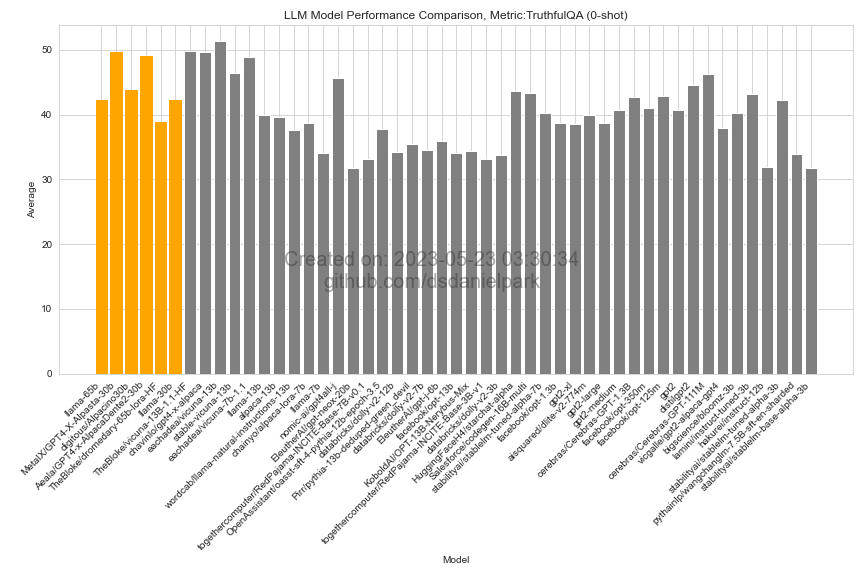 LLM Model Performance Comparison, Metric:TruthfulQA (0-shot)
50
40
30
20
10
0
Average
Created on: 2023-05-23 03:30:34
github.com/dsdanielpark
llama-65b
MetaIX/GPT4-X-Alpasta-30b
digitous/Alpacino30b
Aeala/GPT4-x-AlpacaDente2-30b
TheBloke/dromedary-65b-lora-HF
llama-30b
TheBloke/vicuna-13B-1.1-HF
chavinlo/gpt4-x-alpaca
eachadea/vicuna-13b
stable-vicuna-13b
eachadea/vicuna-7b-1.1
llama-13b
alpaca-13b
wordcab/llama-natural-instructions-13b
chainyo/alpaca-lora-7b
llama-7b
nomic-ai/gpt4all-j
EleutherAI/gpt-neox-20b
togethercomputer/RedPajama-INCITE-Base-7B-v0.1
OpenAssistant/oasst-sft-4-pythia-12b-epoch-3.5
databricks/dolly-v2-12b
Pirr/pythia-13b-deduped-green_devil
databricks/dolly-v2-7b
EleutherAI/gpt-j-6b
facebook/opt-13b
KoboldAI/OPT-13B-Nerybus-Mix
togethercomputer/RedPajama-INCITE-Base-3B-v1
databricks/dolly-v2-3b
HuggingFaceH4/starchat-alpha
Salesforce/codegen-16B-multi
stabilityai/stablelm-tuned-alpha-7b
facebook/opt-1.3b
gpt2-xl
aisquared/dlite-v2-774m
gpt2-large
gpt2-medium
cerebras/Cerebras-GPT-1.3B
facebook/opt-350m
facebook/opt-125m
gpt2
distilgpt2
cerebras/Cerebras-GPT-111M
vicgalle/gpt2-alpaca-gpt4
bigscience/bloomz-3b
lamini/instruct-tuned-3b
stabilityai/stablelm-tuned-alpha-3b
hakurei/instruct-12b
pythainlp/wangchanglm-7.5B-sft-en-sharded
stabilityai/stablelm-base-alpha-3b
Model